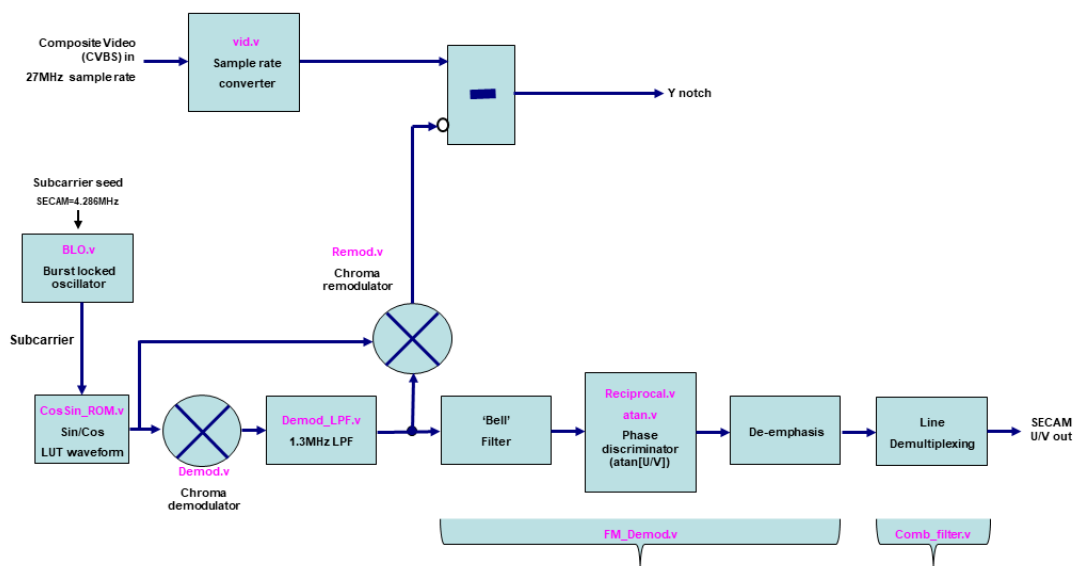 Composite Video
(CVBS) in
27MHz sample rate
vid.v
Sample rate
converter
Y notch
Subcarrier seed
SECAM=4.286MHz
BLO.v
Burst locked
oscillator
Subcarrier
Remod.v
Chroma
remodulator
CosSin_ROM.v
Sin/Cos
LUT waveform
Demod.v
Chroma
demodulator
Demod_LPF.v
1.3MHz LPF
‘Bell’
Filter
Reciprocal.v
atan.v
Phase
discriminator
(atan[U/V])
De-emphasis
Line
Demultiplexing
SECAM
U/V out
FM_Demod.v
Comb_filter.v